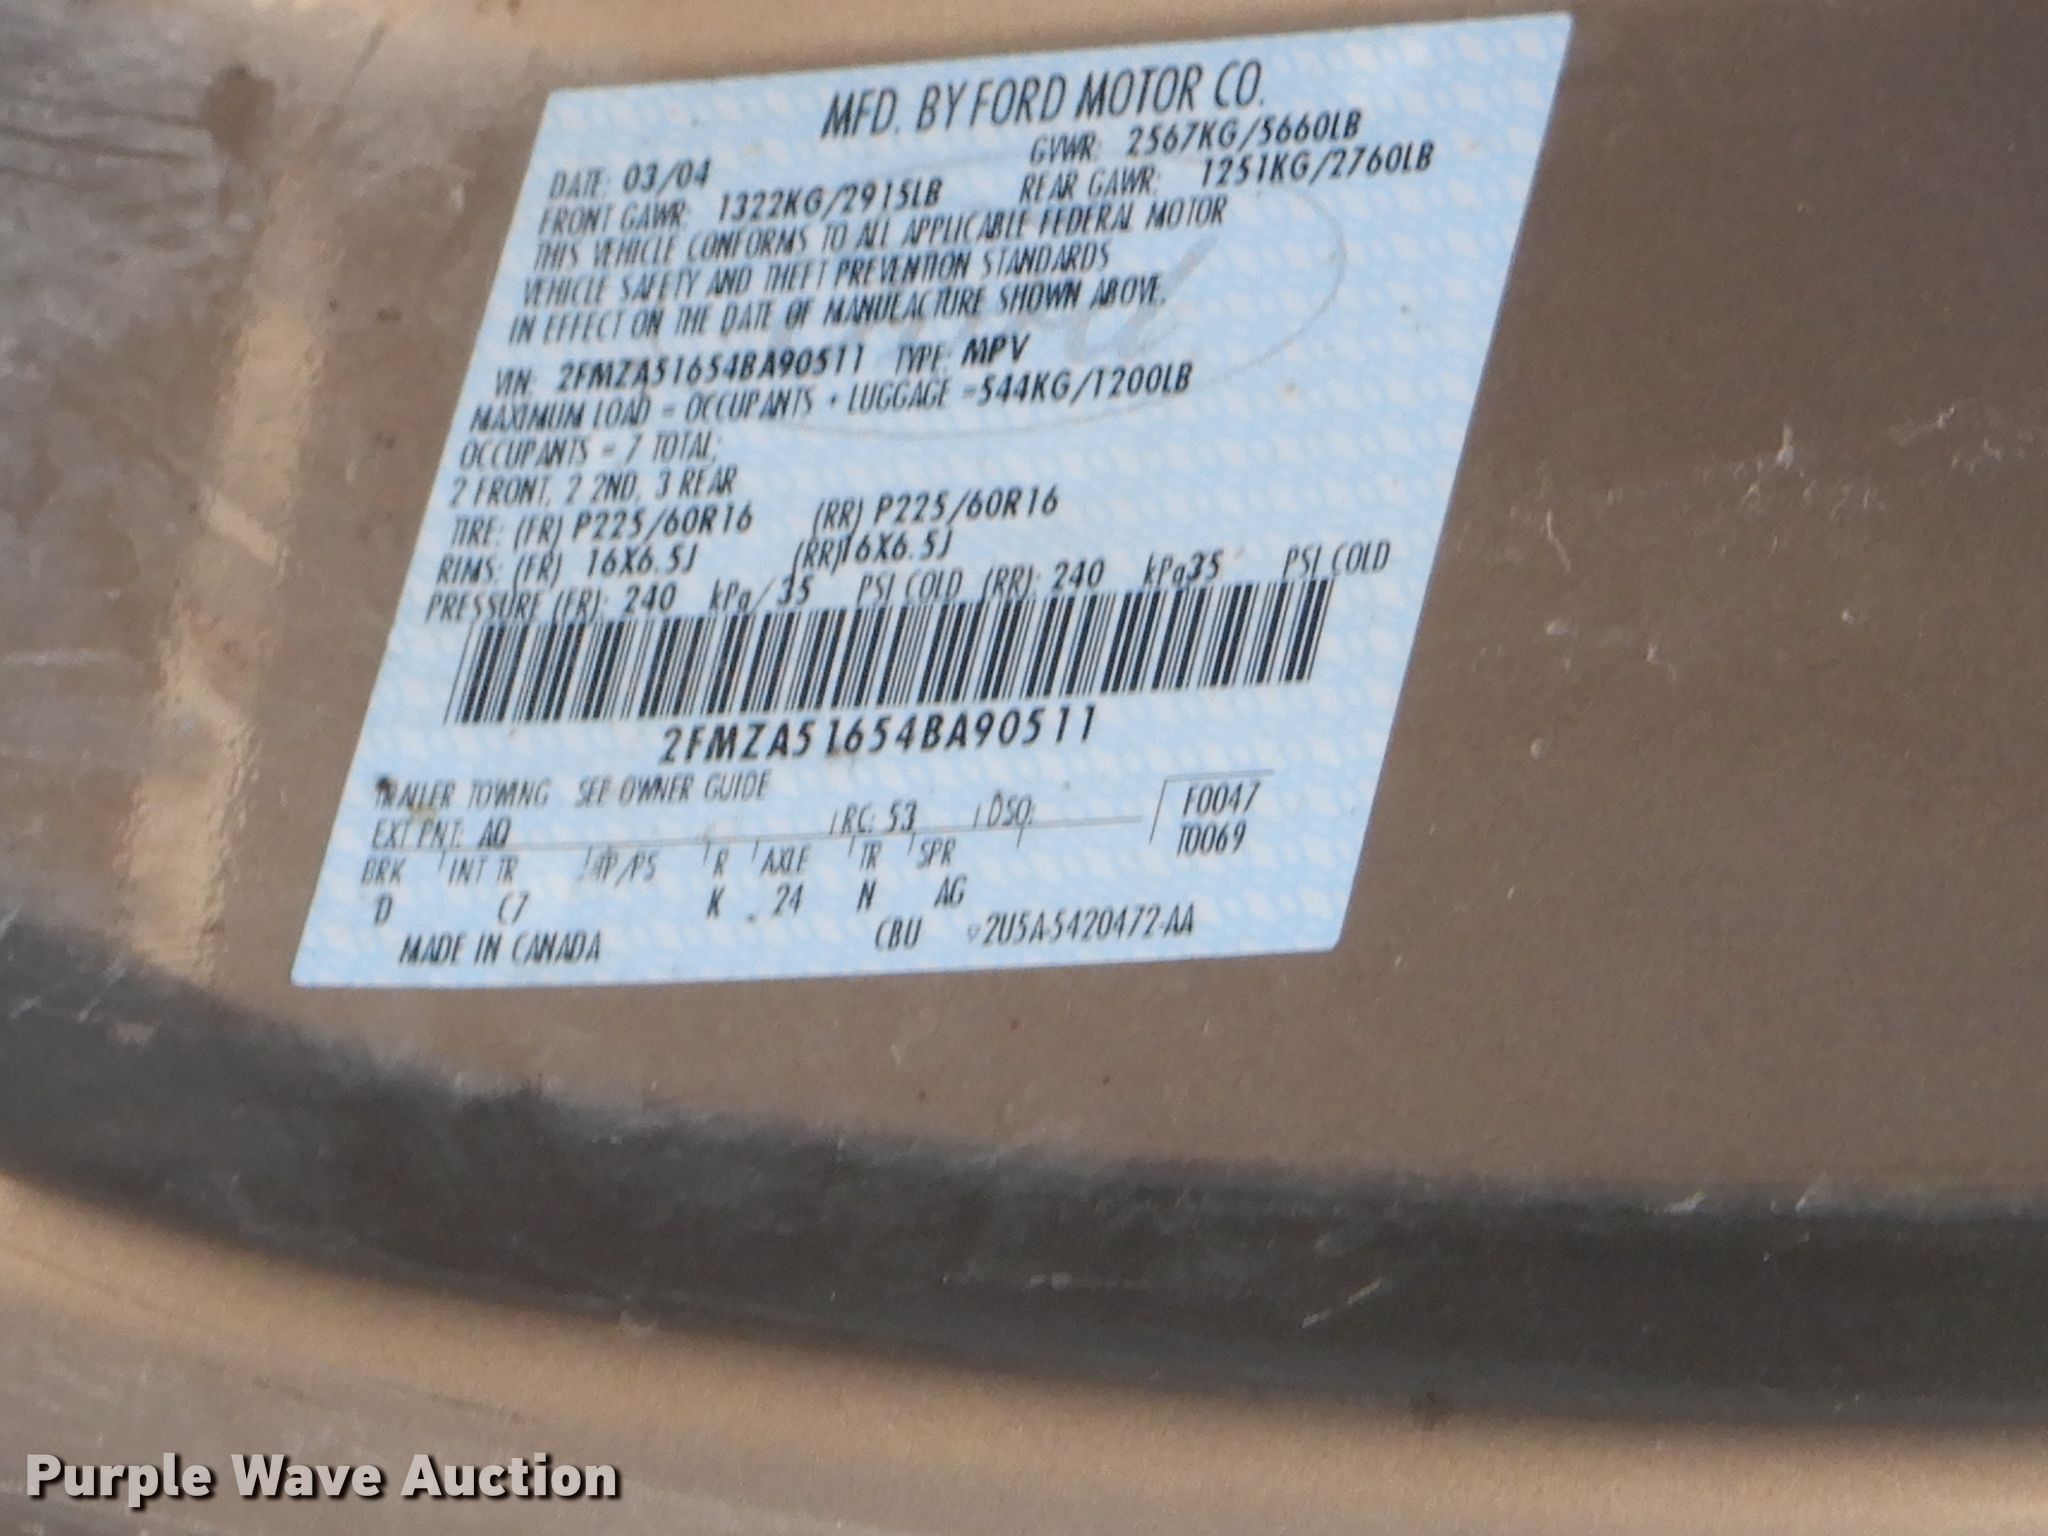 MFD. BY FORD MOTOR CO.
DATE: 03/04 GVWR: 2567KG/5660LB
FRONT GAWR: 1322KG/2915LB REAR GAWR: 1251KG/2760LB
THIS VEHICLE CONFORMS TO ALL APPLICABLE FEDERAL MOTOR
VEHICLE SAFETY AND THEFT PREVENTION STANDARDS
IN EFFECT ON THE DATE OF MANUFACTURE SHOWN ABOVE.
VIN: 2FMZA51654BA90511 TYPE: MPV
MAXIMUM LOAD = OCCUPANTS + LUGGAGE =544KG/1200LB
OCCUPANTS = 7 TOTAL;
2 FRONT, 2 2ND, 3 REAR
TIRE: (FR) P225/60R16 (RR) P225/60R16
RIMS: (FR) 16X6.5J (RR)16X6.5J
PRESSURE (FR): 240 kPa/35 PSI COLD (RR): 240 kPa35 PSI COLD
2FMZA51654BA90511
TRAILER TOWING SEE OWNER GUIDE
EXT PNT: AQ RC: 53 DSO: F0047
T0069
BRK INT TR TP/PS R AXLE TR SPR
D C7 K 24 N AG
MADE IN CANADA CBU 2U5A-5420472-AA
Purple Wave Auction